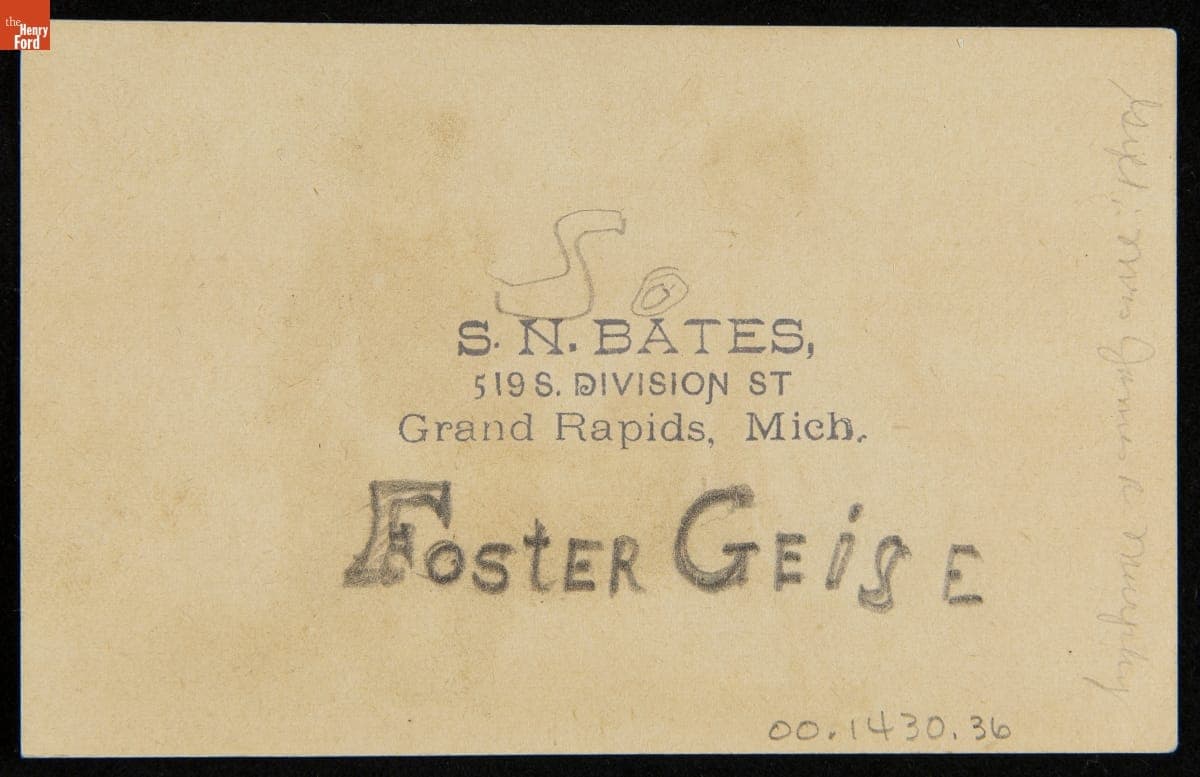 the
Henry
Ford
S.
S. N. BATES,
519 S. DIVISION ST
Grand Rapids, Mich.
FOSTER GEISE
00.1430.36